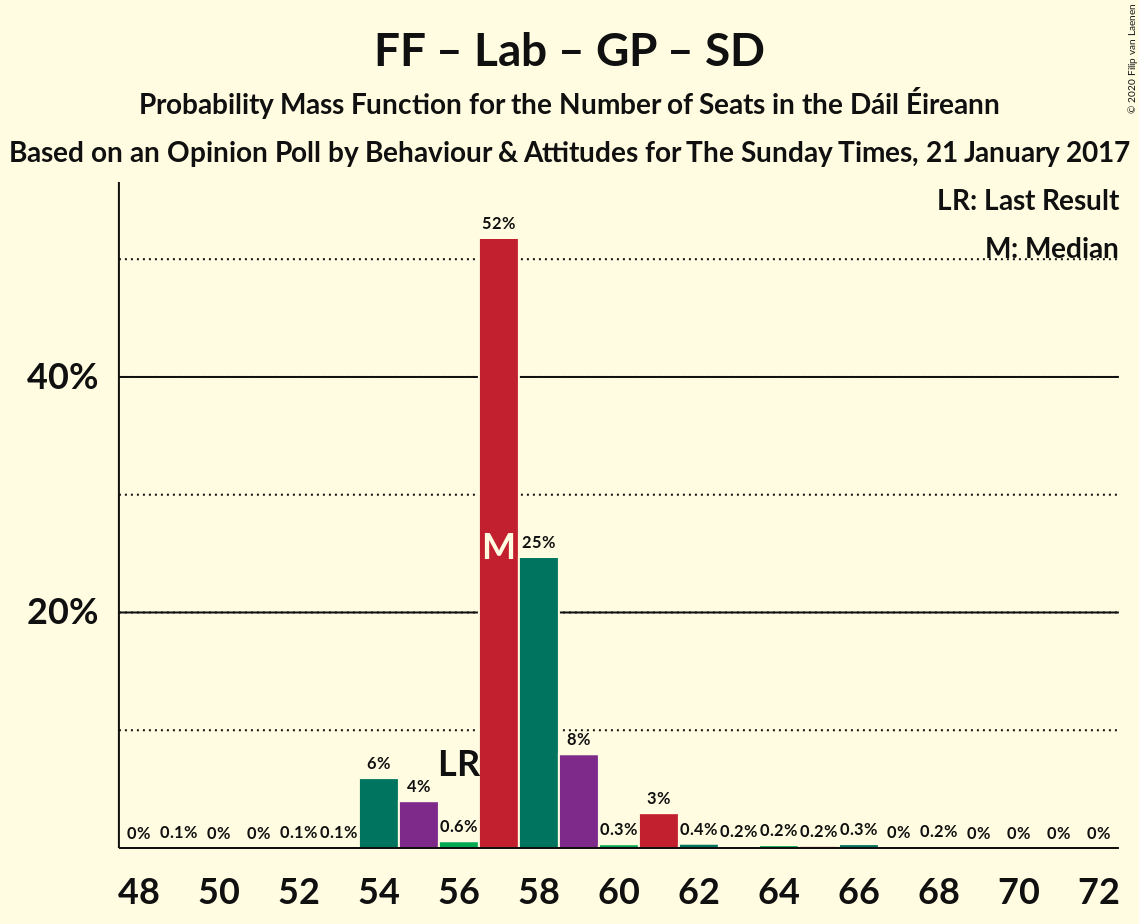 FF – Lab – GP – SD
Probability Mass Function for the Number of Seats in the Dáil Éireann
Based on an Opinion Poll by Behaviour & Attitudes for The Sunday Times, 21 January 2017
© 2020 Filip van Laenen
LR: Last Result
M: Median
52%
40%
M
25%
20%
8%
LR
6%
4%
3%
0% 0.1% 0% 0% 0.1% 0.1% 0.6% 0.3% 0.4% 0.2% 0.2% 0.2% 0.3% 0% 0.2% 0% 0% 0% 0%
48 50 52 54 56 58 60 62 64 66 68 70 72